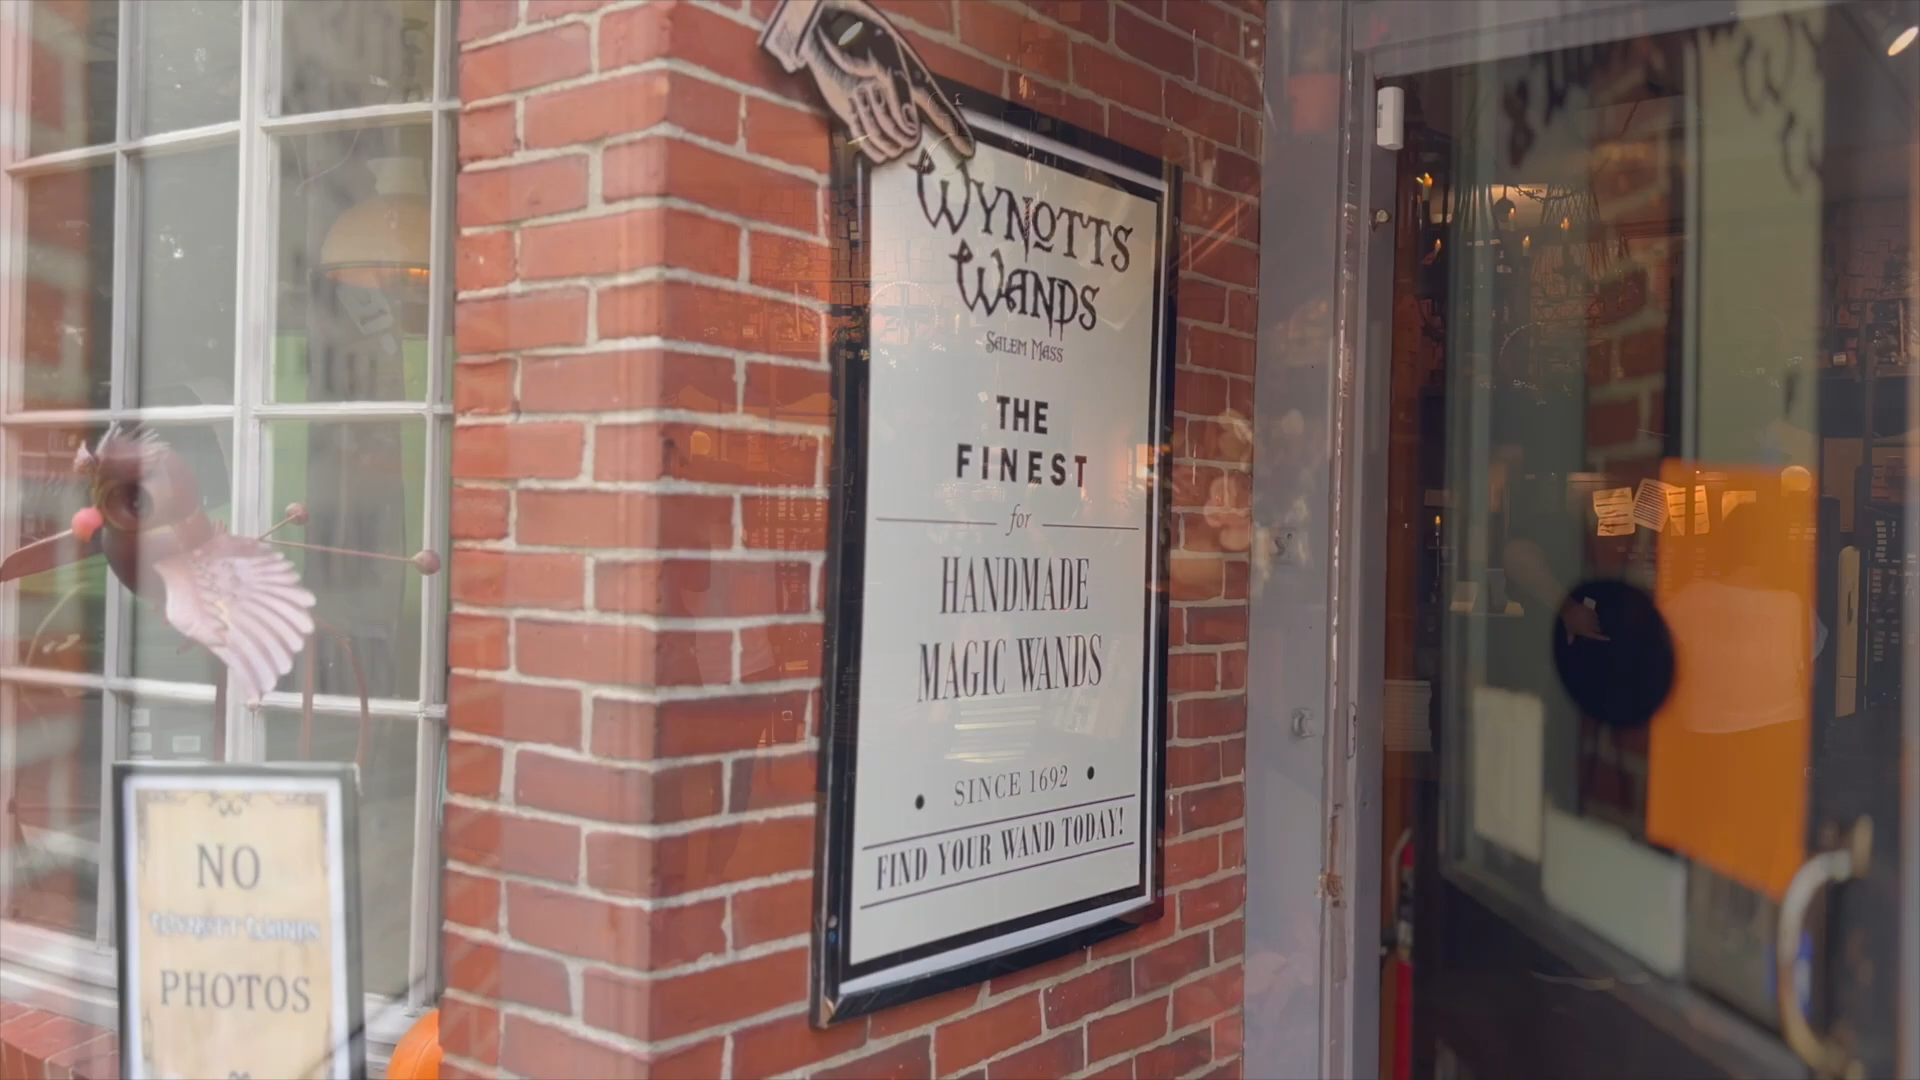 WYNOTTS
WANDS
SALEM MASS
THE
FINEST
for
HANDMADE
MAGIC WANDS
SINCE 1692
FIND YOUR WAND TODAY!
NO
PHOTOS